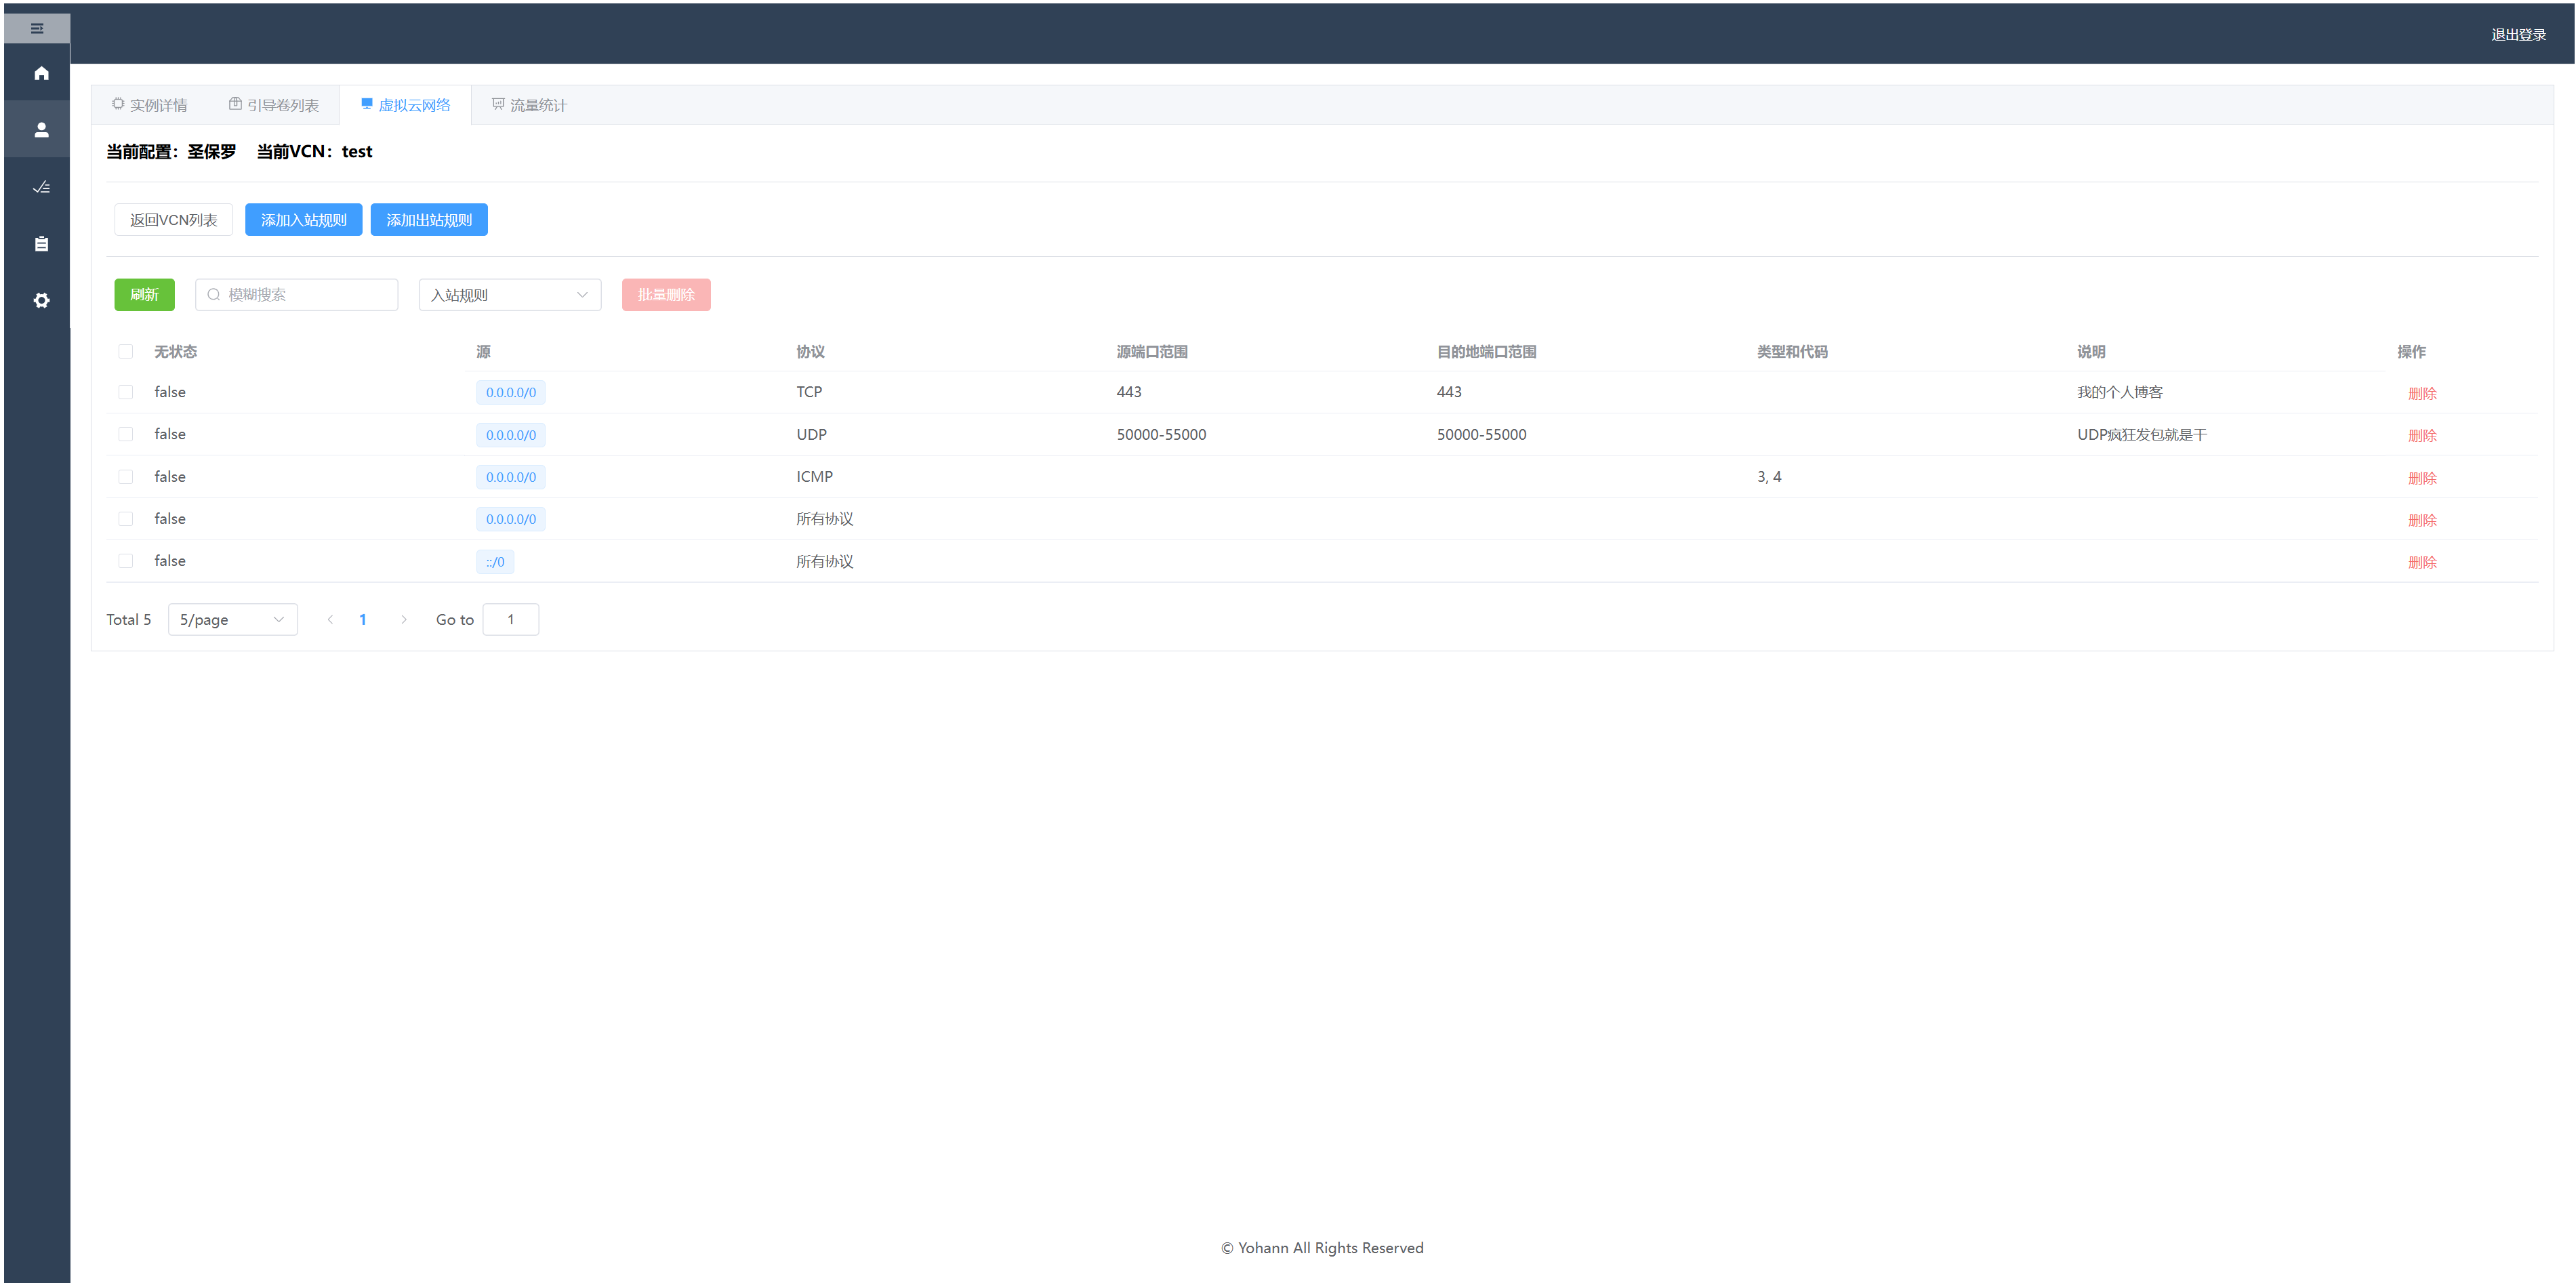 退出登录
实例详情 引导卷列表 虚拟云网络 流量统计
当前配置：圣保罗 当前VCN：test
返回VCN列表 添加入站规则 添加出站规则
刷新 模糊搜索 入站规则 批量删除
无状态 源 协议 源端口范围 目的地端口范围 类型和代码 说明 操作
false 0.0.0.0/0 TCP 443 443 我的个人博客 删除
false 0.0.0.0/0 UDP 50000-55000 50000-55000 UDP疯狂发包就是干 删除
false 0.0.0.0/0 ICMP 3, 4 删除
false 0.0.0.0/0 所有协议 删除
false ::/0 所有协议 删除
Total 5 5/page 1 Go to 1
© Yohann All Rights Reserved